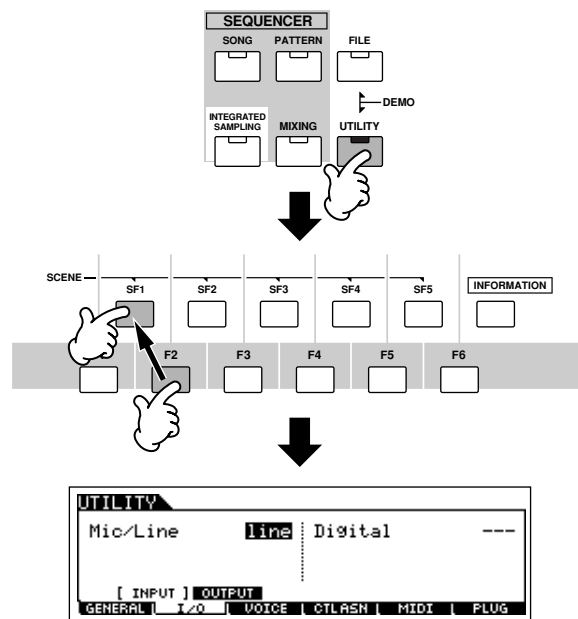 SEQUENCER
SONG PATTERN FILE
DEMO
INTEGRATED
SAMPLING MIXING UTILITY
SCENE
SF1 SF2 SF3 SF4 SF5 INFORMATION
F2 F3 F4 F5 F6
UTILITY
Mic/Line line Digital ---
[ INPUT ] OUTPUT
GENERAL I/O VOICE CTLASN MIDI PLUG